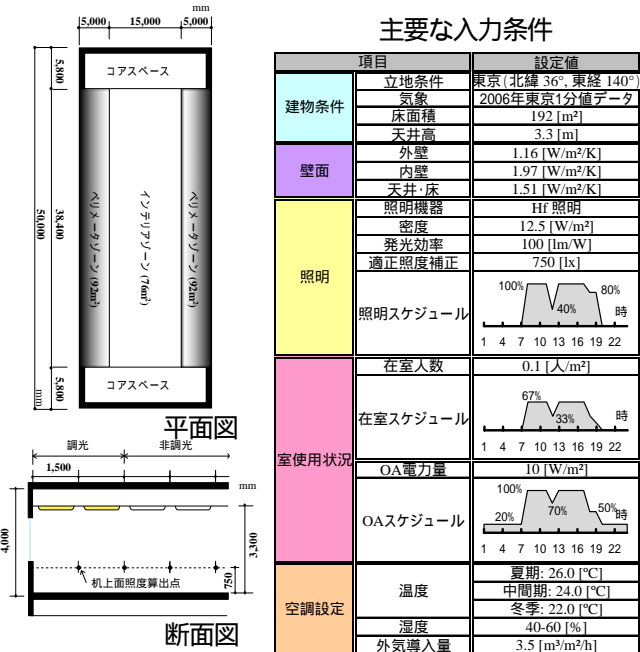 mm
5,000 15,000 5,000
5,800
コアスペース
50,000
38,400
ペリメータゾーン (92m²)
インテリアゾーン (76m²)
ペリメータゾーン (92m²)
5,800
コアスペース
mm
平面図
調光 非調光
1,500
mm
4,000
3,300
750
机上面照度算出点
断面図
主要な入力条件
項目 設定値
建物条件
立地条件 東京(北緯 36°, 東経 140°)
気象 2006年東京1分値データ
床面積 192 [m²]
天井高 3.3 [m]
壁面
外壁 1.16 [W/m²/K]
内壁 1.97 [W/m²/K]
天井・床 1.51 [W/m²/K]
照明
照明機器 Hf 照明
密度 12.5 [W/m²]
発光効率 100 [lm/W]
適正照度補正 750 [lx]
照明スケジュール
100% 80%
40%
時
1 4 7 10 13 16 19 22
室使用状況
在室人数 0.1 [人/m²]
在室スケジュール
67%
33%
時
1 4 7 10 13 16 19 22
OA電力量 10 [W/m²]
OAスケジュール
100%
20% 70% 50%
時
1 4 7 10 13 16 19 22
空調設定
温度
夏期: 26.0 [℃]
中間期: 24.0 [℃]
冬季: 22.0 [℃]
湿度 40-60 [%]
外気導入量 3.5 [m³/m²/h]